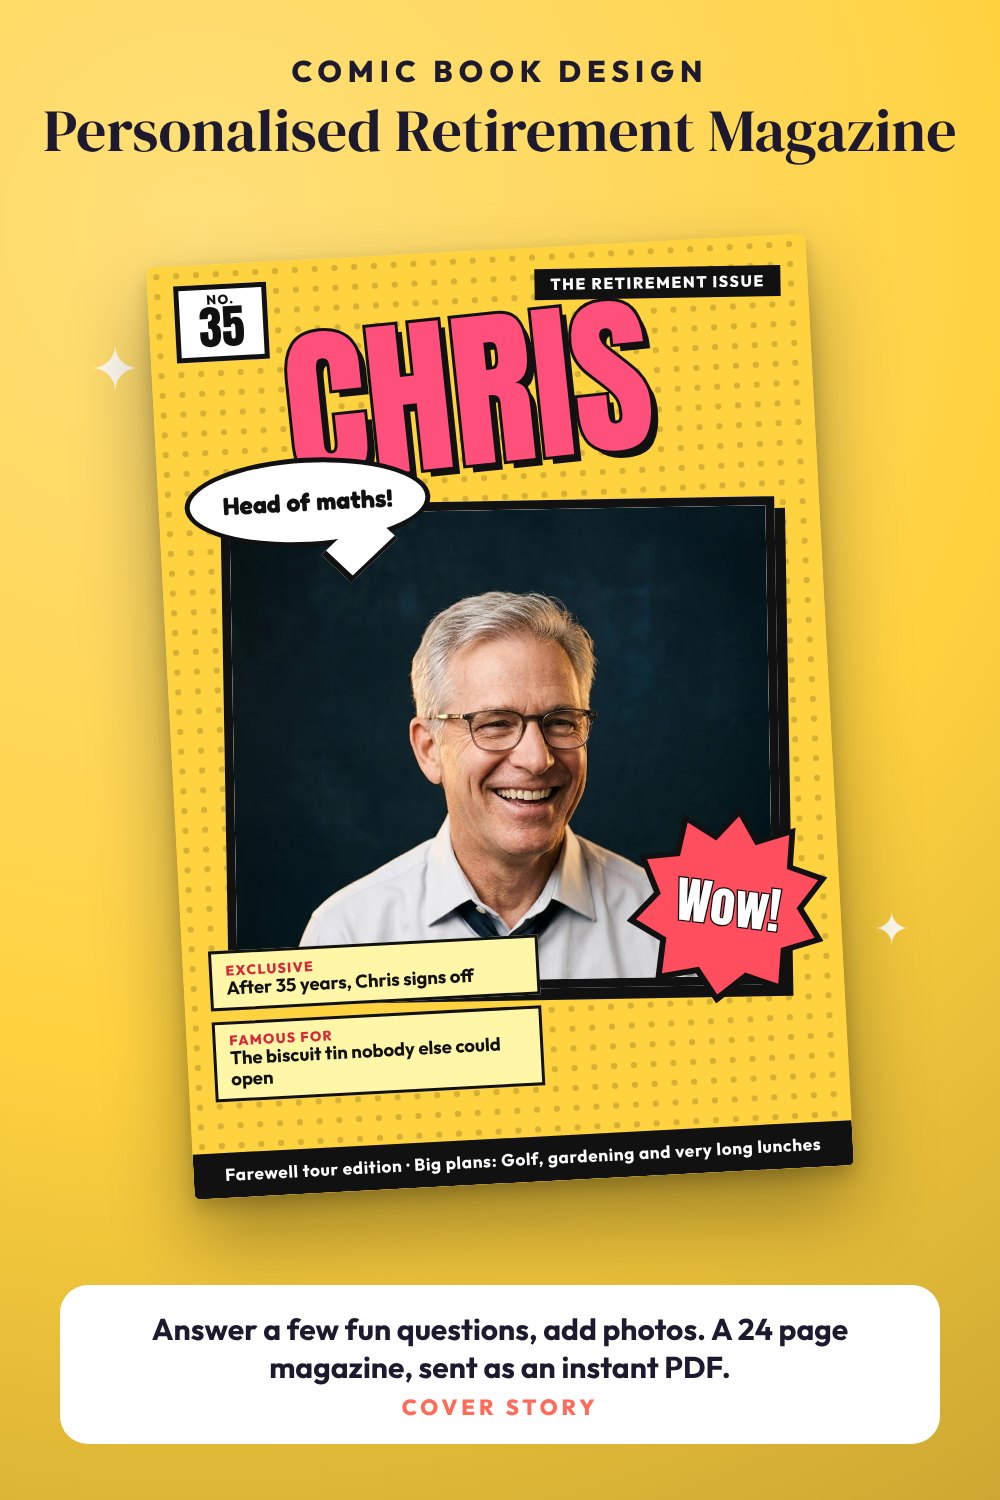 COMIC BOOK DESIGN
Personalised Retirement Magazine
NO.
35
THE RETIREMENT ISSUE
CHRIS
Head of maths!
Wow!
EXCLUSIVE
After 35 years, Chris signs off
FAMOUS FOR
The biscuit tin nobody else could
open
Farewell tour edition · Big plans: Golf, gardening and very long lunches
Answer a few fun questions, add photos. A 24 page
magazine, sent as an instant PDF.
COVER STORY